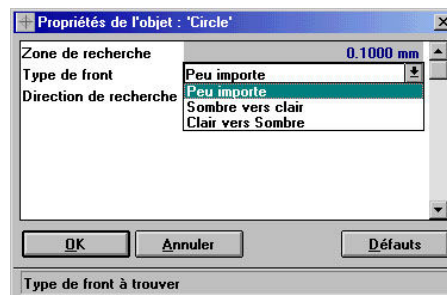 Propriétés de l'objet : 'Circle'
Zone de recherche 0.1000 mm
Type de front Peu importe
Direction de recherche Peu importe
Sombre vers clair
Clair vers Sombre
OK Annuler Défauts
Type de front à trouver